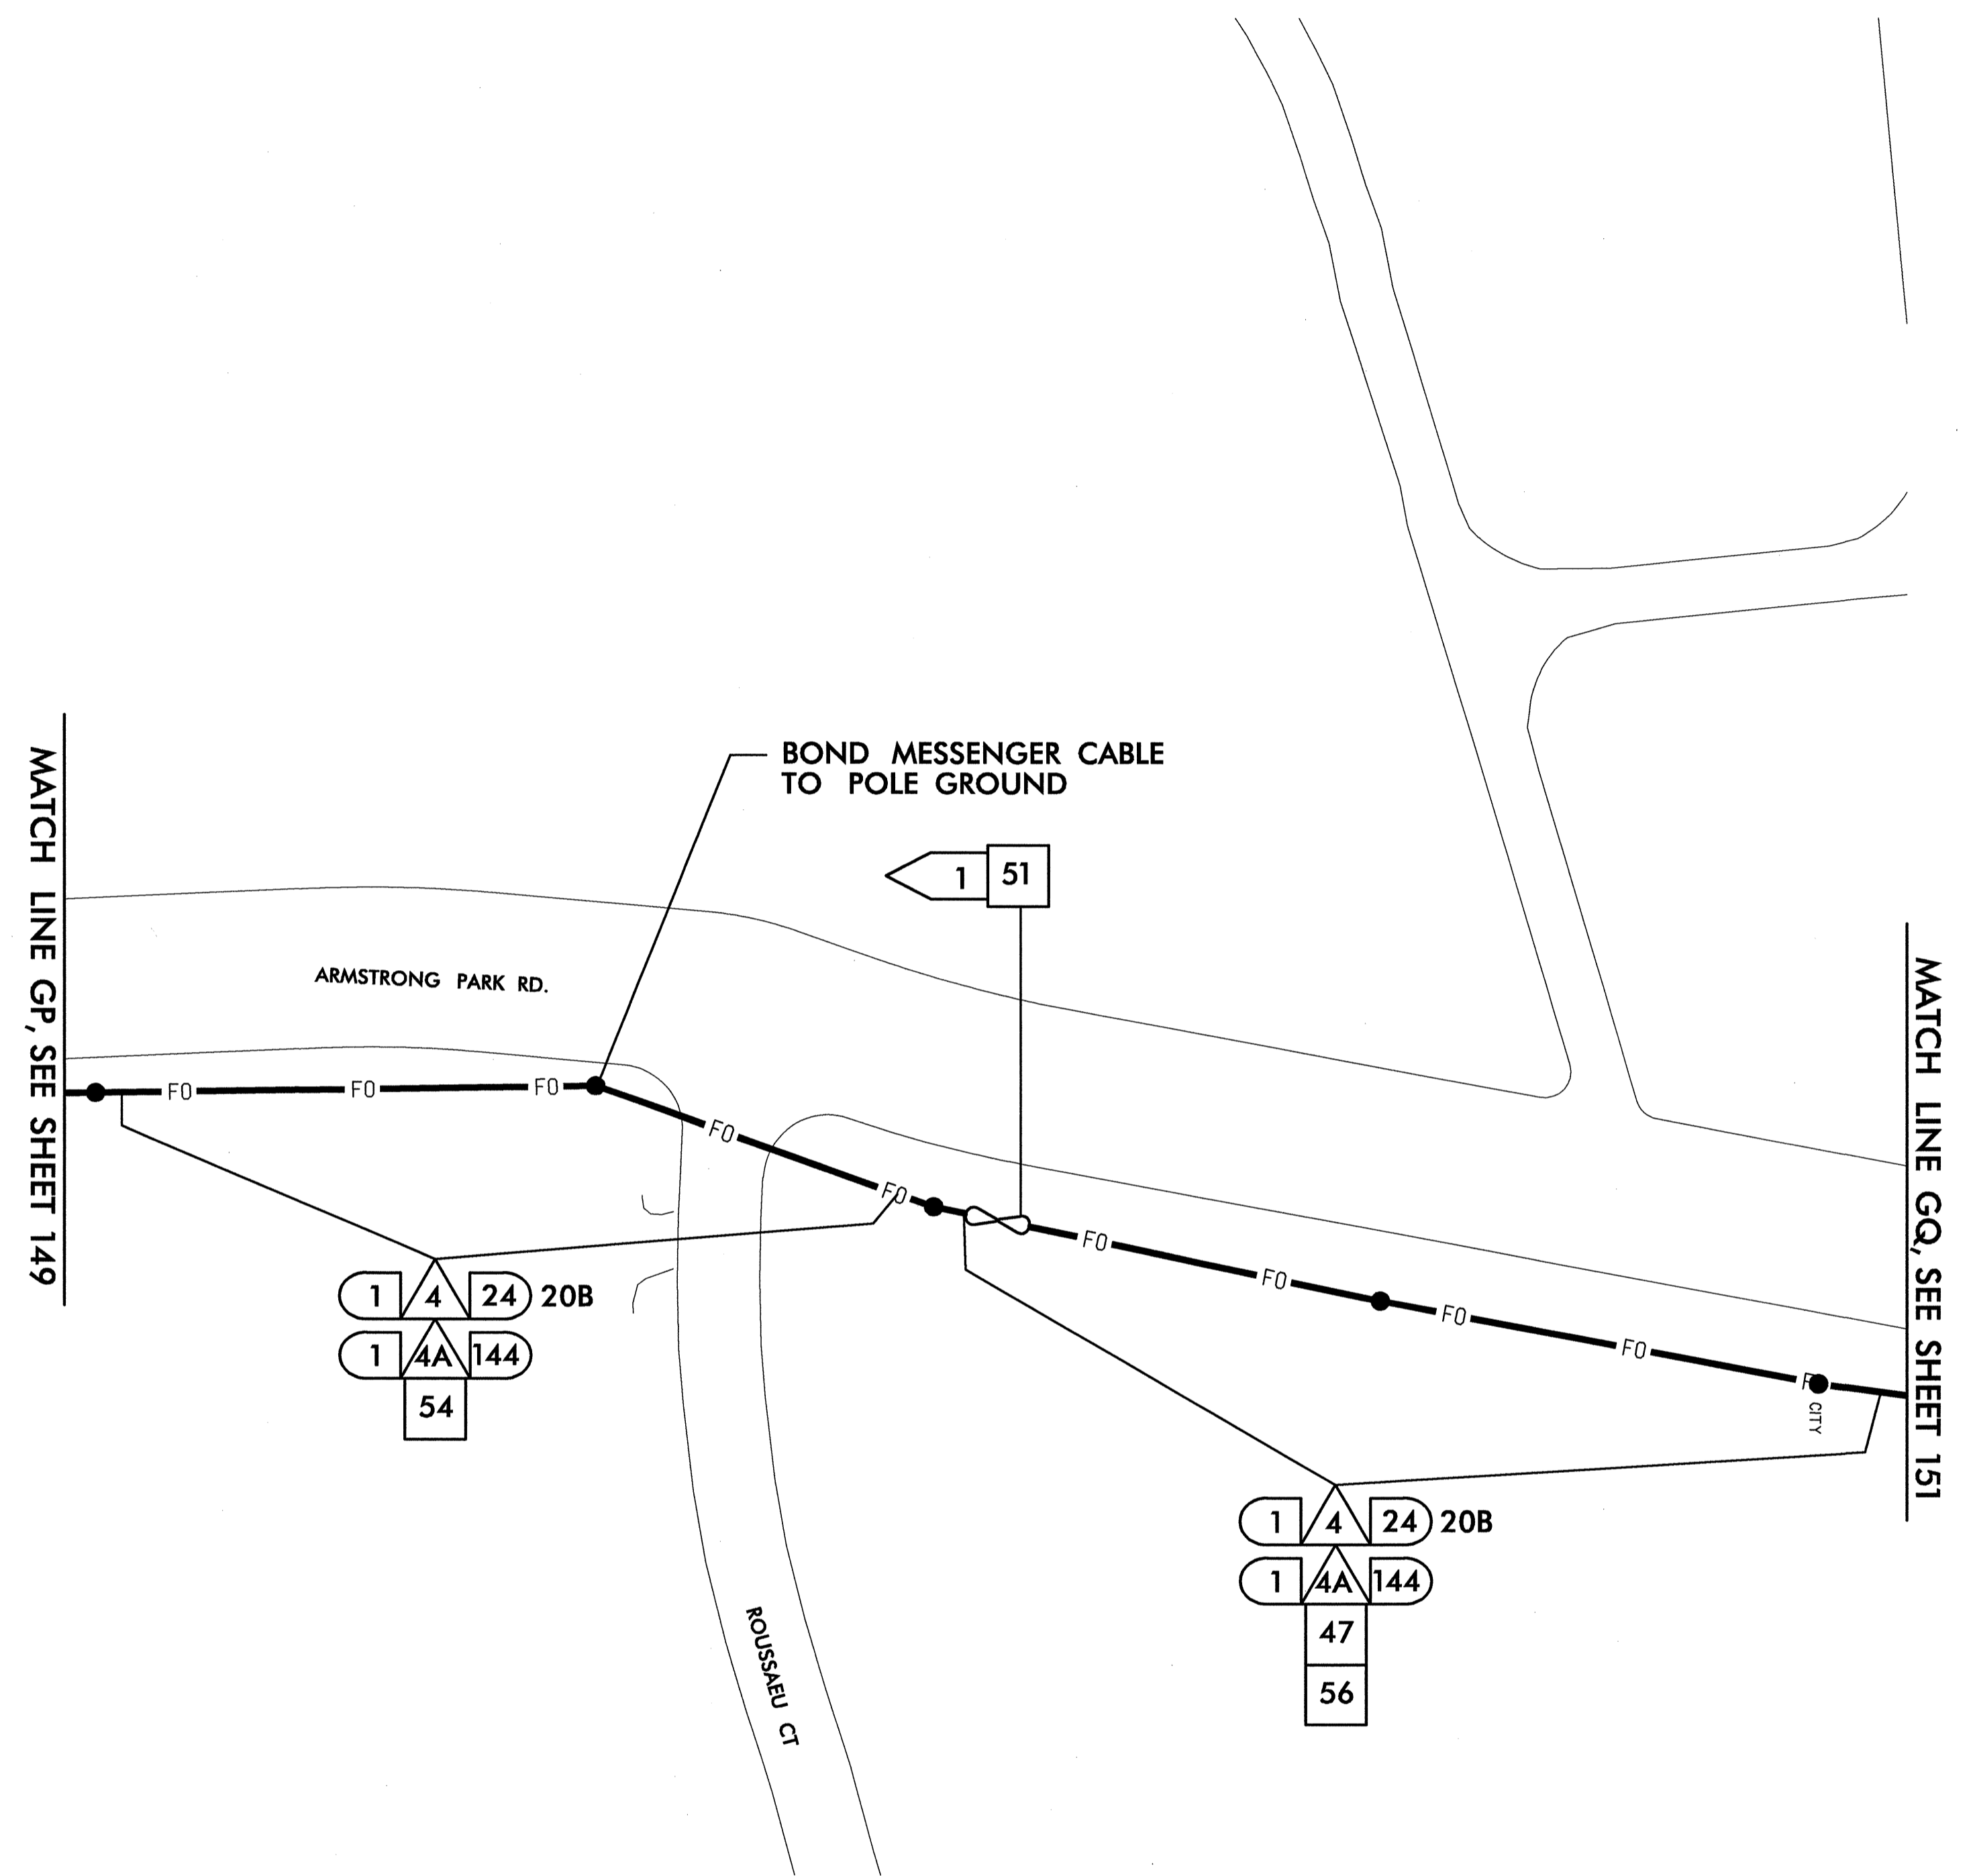 BOND MESSENGER CABLE
TO POLE GROUND
1 51
MATCH LINE GP, SEE SHEET 149
ARMSTRONG PARK RD.
MATCH LINE GQ, SEE SHEET 151
FO FO FO FO FO FO FO FO FO F
CITY
1 4 24 20B
1 4A 144
54
1 4 24 20B
1 4A 144
47
56
ROUSSAEU CT